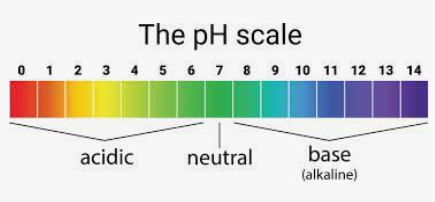 The pH scale
0 1 2 3 4 5 6 7 8 9 10 11 12 13 14
acidic neutral base
(alkaline)